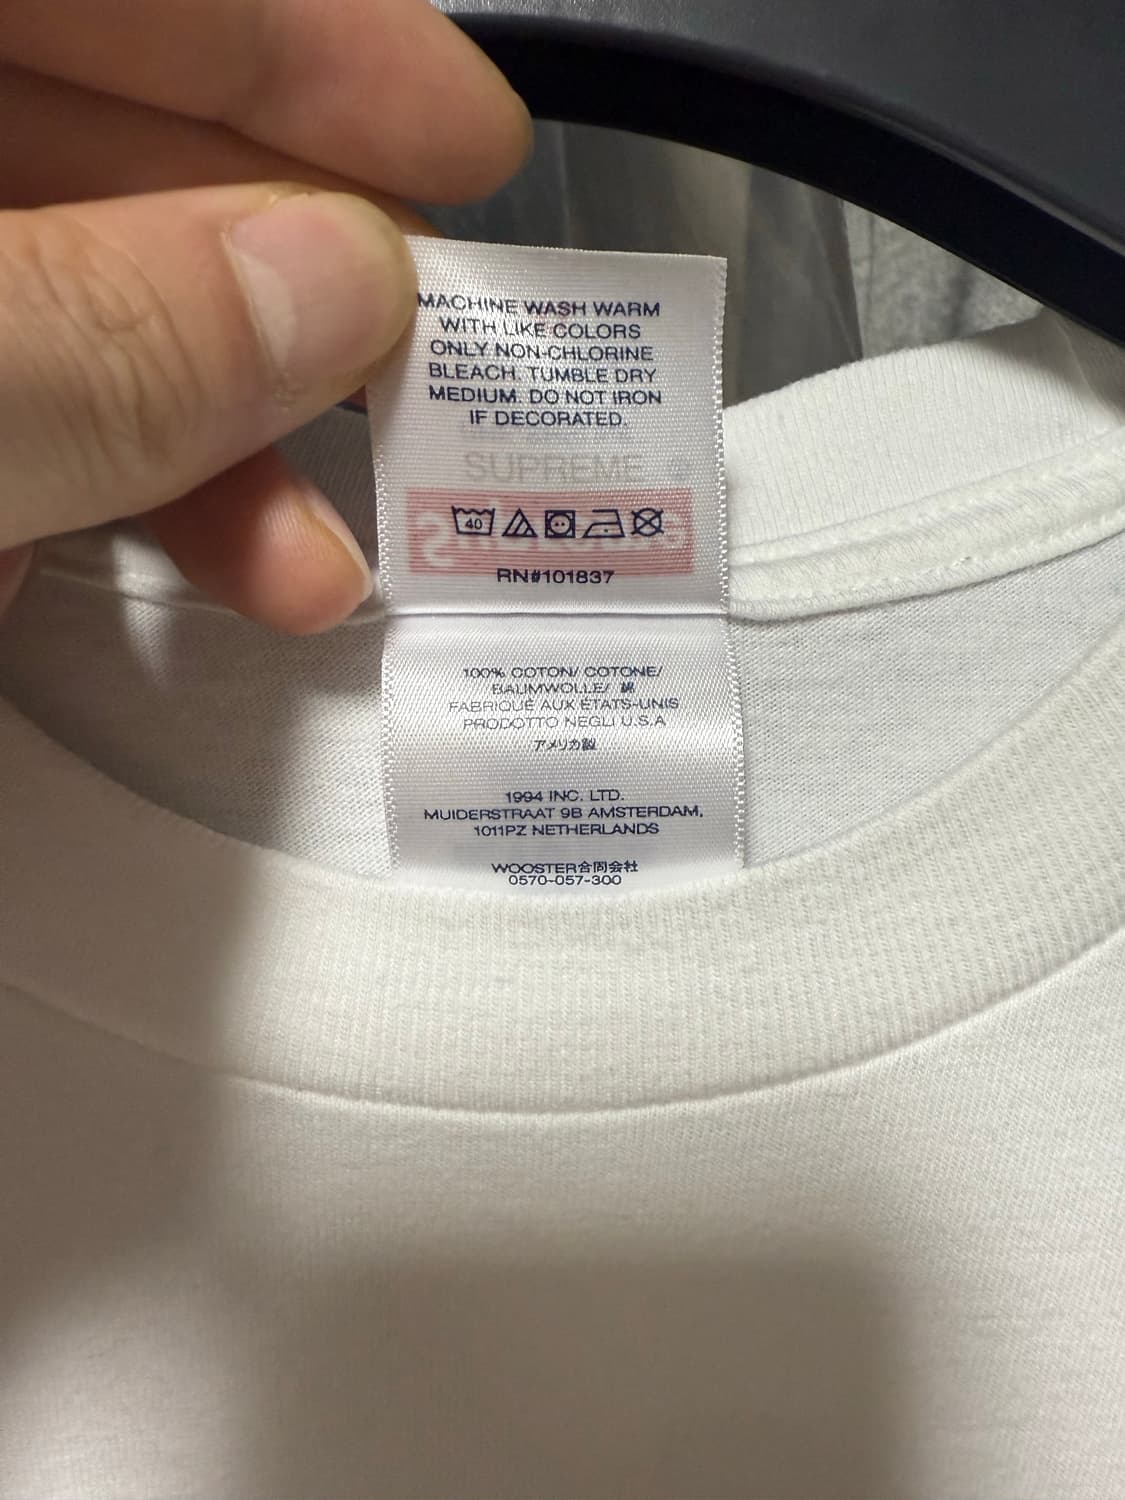 MACHINE WASH WARM
WITH LIKE COLORS
ONLY NON-CHLORINE
BLEACH. TUMBLE DRY
MEDIUM. DO NOT IRON
IF DECORATED.
SUPREME ®
40
RN#101837
100% COTON/ COTONE/
BAUMWOLLE/ 綿
FABRIQUÉ AUX ÉTATS-UNIS
PRODOTTO NEGLI U.S.A
アメリカ製
1994 INC. LTD.
MUIDERSTRAAT 9B AMSTERDAM,
1011PZ NETHERLANDS
WOOSTER合同会社
0570-057-300